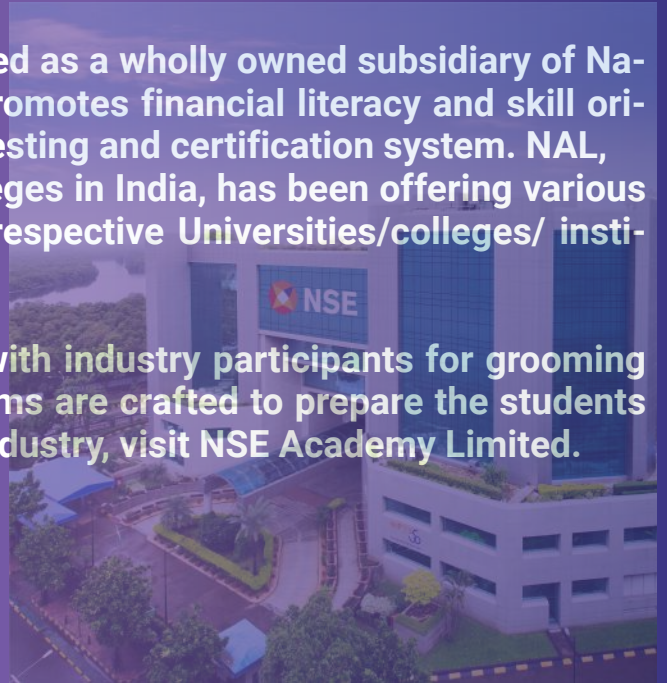 ed as a wholly owned subsidiary of Na-
romotes financial literacy and skill ori-
esting and certification system. NAL,
eges in India, has been offering various
respective Universities/colleges/ insti-
NSE
with industry participants for grooming
ms are crafted to prepare the students
dustry, visit NSE Academy Limited.